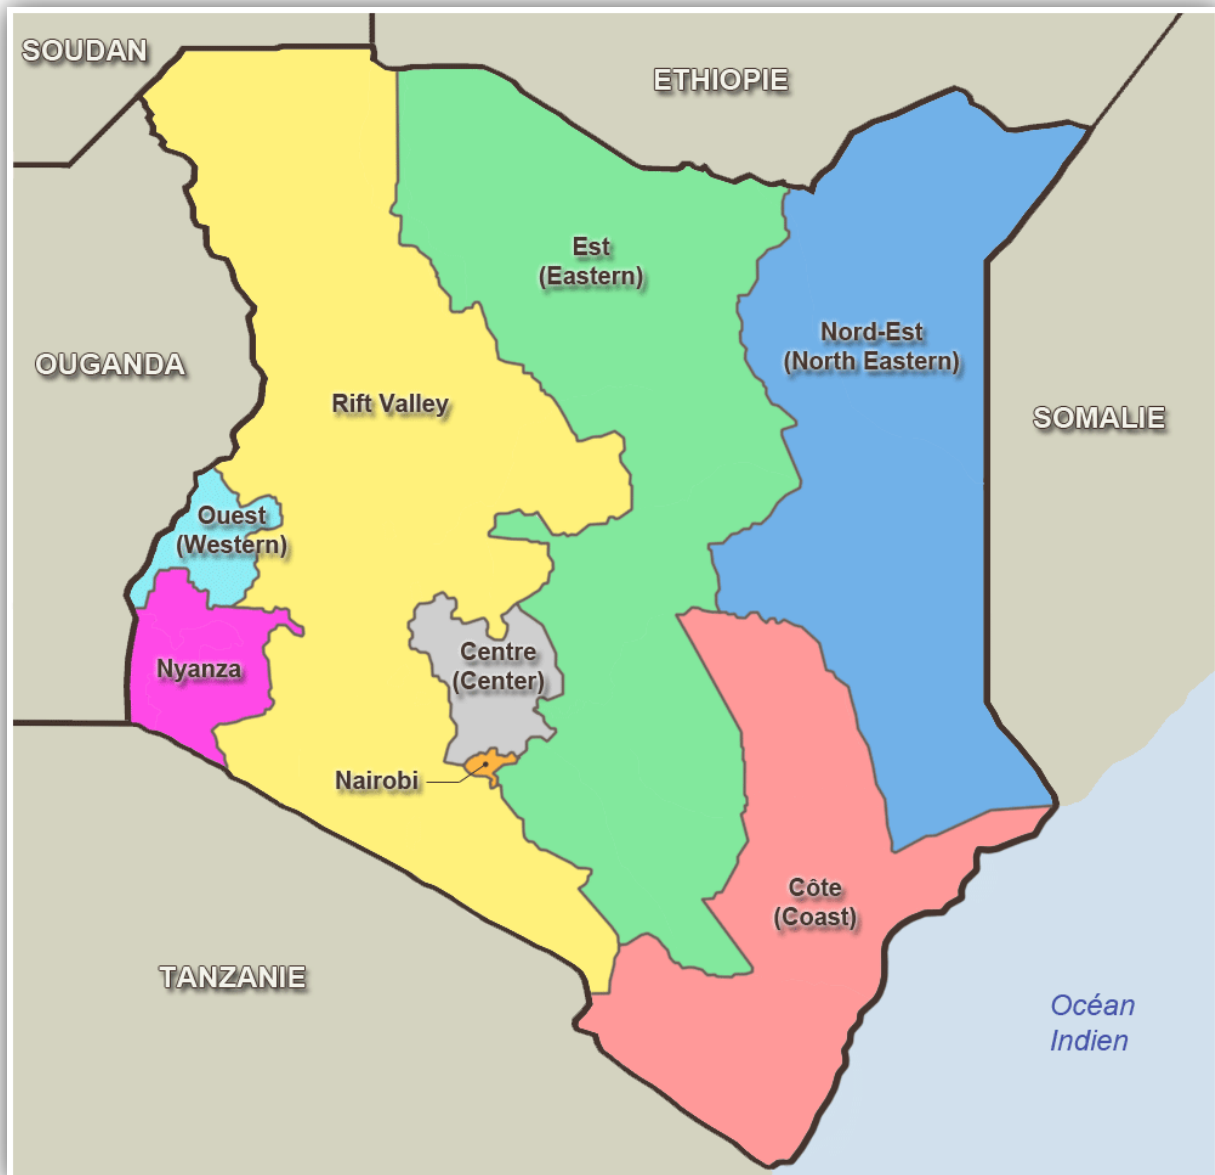 SOUDAN
ETHIOPIE
Est
(Eastern)
Nord-Est
(North Eastern)
OUGANDA
Rift Valley
SOMALIE
Ouest
(Western)
Nyanza
Centre
(Center)
Nairobi
Côte
(Coast)
TANZANIE
Océan
Indien